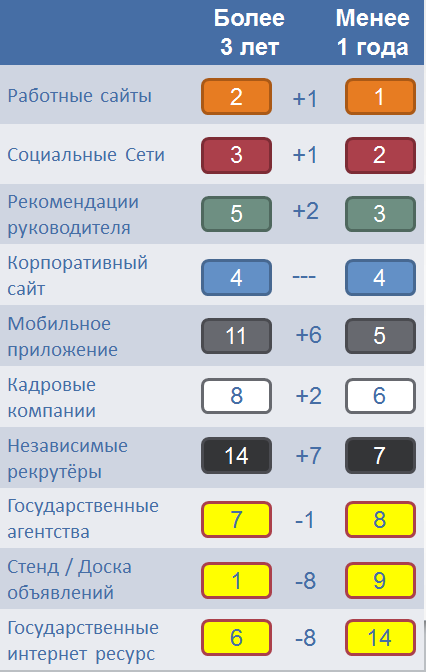 Более Менее
3 лет 1 года
Работные сайты 2 +1 1
Социальные Сети 3 +1 2
Рекомендации
руководителя 5 +2 3
Корпоративный
сайт 4 --- 4
Мобильное
приложение 11 +6 5
Кадровые
компании 8 +2 6
Независимые
рекрутёры 14 +7 7
Государственные
агентства 7 -1 8
Стенд / Доска
объявлений 1 -8 9
Государственные
интернет ресурс 6 -8 14